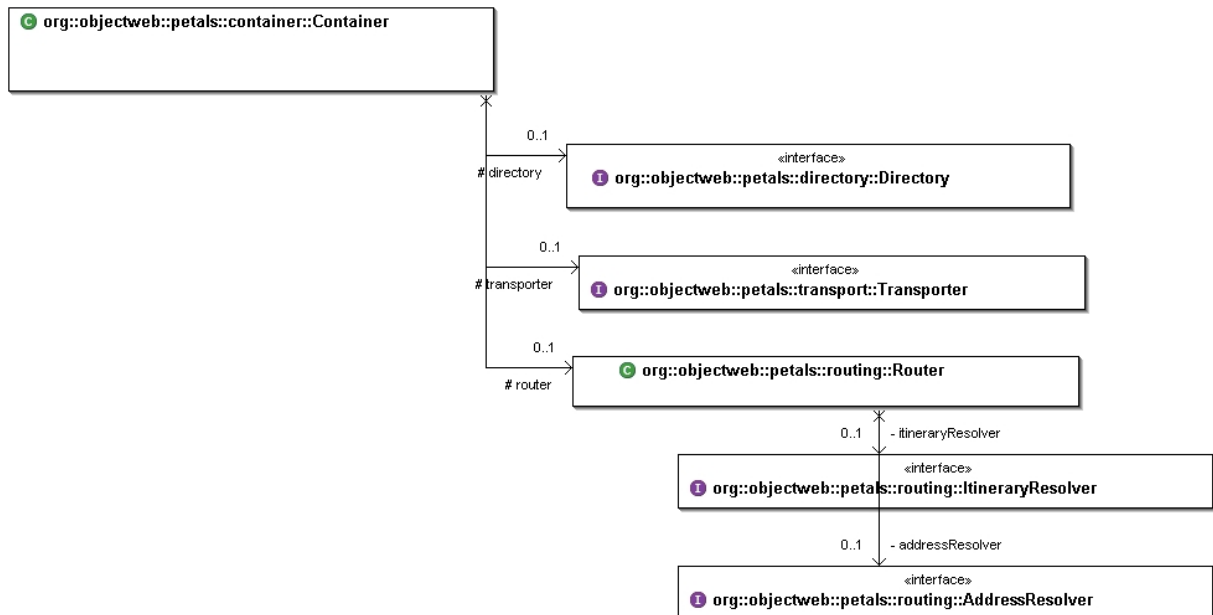 C org::objectweb::petals::container::Container
0..1
# directory
«interface»
I org::objectweb::petals::directory::Directory
0..1
# transporter
«interface»
I org::objectweb::petals::transport::Transporter
0..1
# router
C org::objectweb::petals::routing::Router
0..1 - itineraryResolver
«interface»
I org::objectweb::petals::routing::ItineraryResolver
0..1 - addressResolver
«interface»
I org::objectweb::petals::routing::AddressResolver